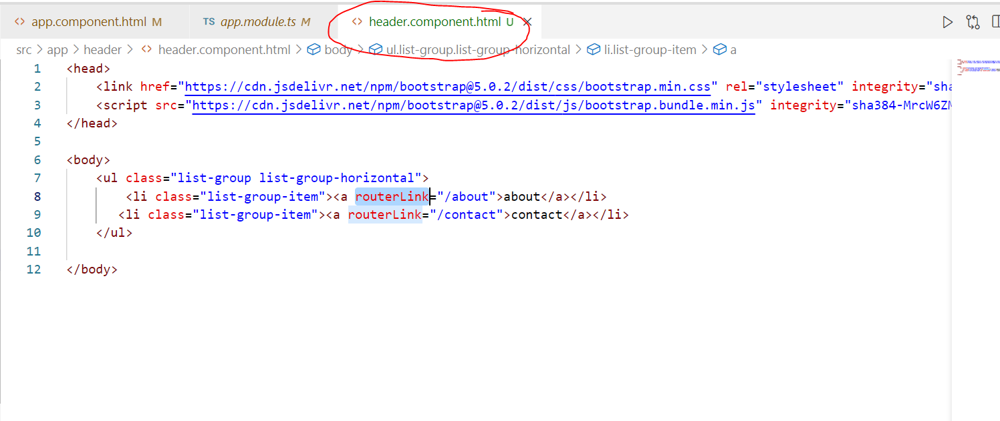 <> app.component.html M TS app.module.ts M <> header.component.html U ×
src > app > header > <> header.component.html > body > ul.list-group.list-group-horizontal > li.list-group-item > a
1 <head>
2 <link href="https://cdn.jsdelivr.net/npm/bootstrap@5.0.2/dist/css/bootstrap.min.css" rel="stylesheet" integrity="sha
3 <script src="https://cdn.jsdelivr.net/npm/bootstrap@5.0.2/dist/js/bootstrap.bundle.min.js" integrity="sha384-MrcW6ZM
4 </head>
5
6 <body>
7 <ul class="list-group list-group-horizontal">
8 <li class="list-group-item"><a routerLink="/about">about</a></li>
9 <li class="list-group-item"><a routerLink="/contact">contact</a></li>
10 </ul>
11
12 </body>